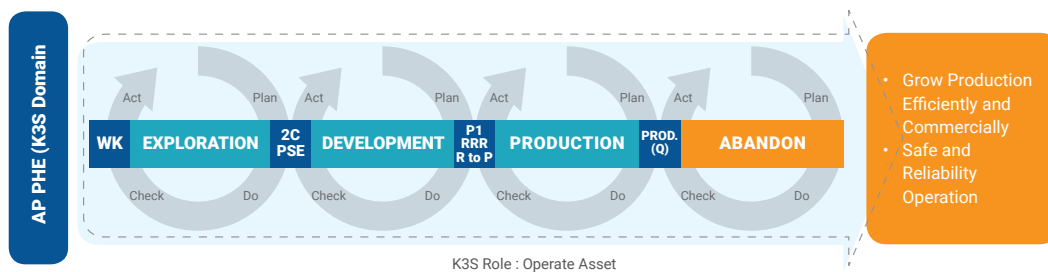 AP PHE (K3S Domain
Act
Plan
Act
Plan
Act
Plan
Act
Plan
WK
EXPLORATION
2C
PSE
DEVELOPMENT
P1
RRR
R to P
PRODUCTION
PROD.
(Q)
ABANDON
Check
Do
Check
Do
Check
Do
Check
Do
K3S Role : Operate Asset
• Grow Production
Efficiently and
Commercially
• Safe and
Reliability
Operation